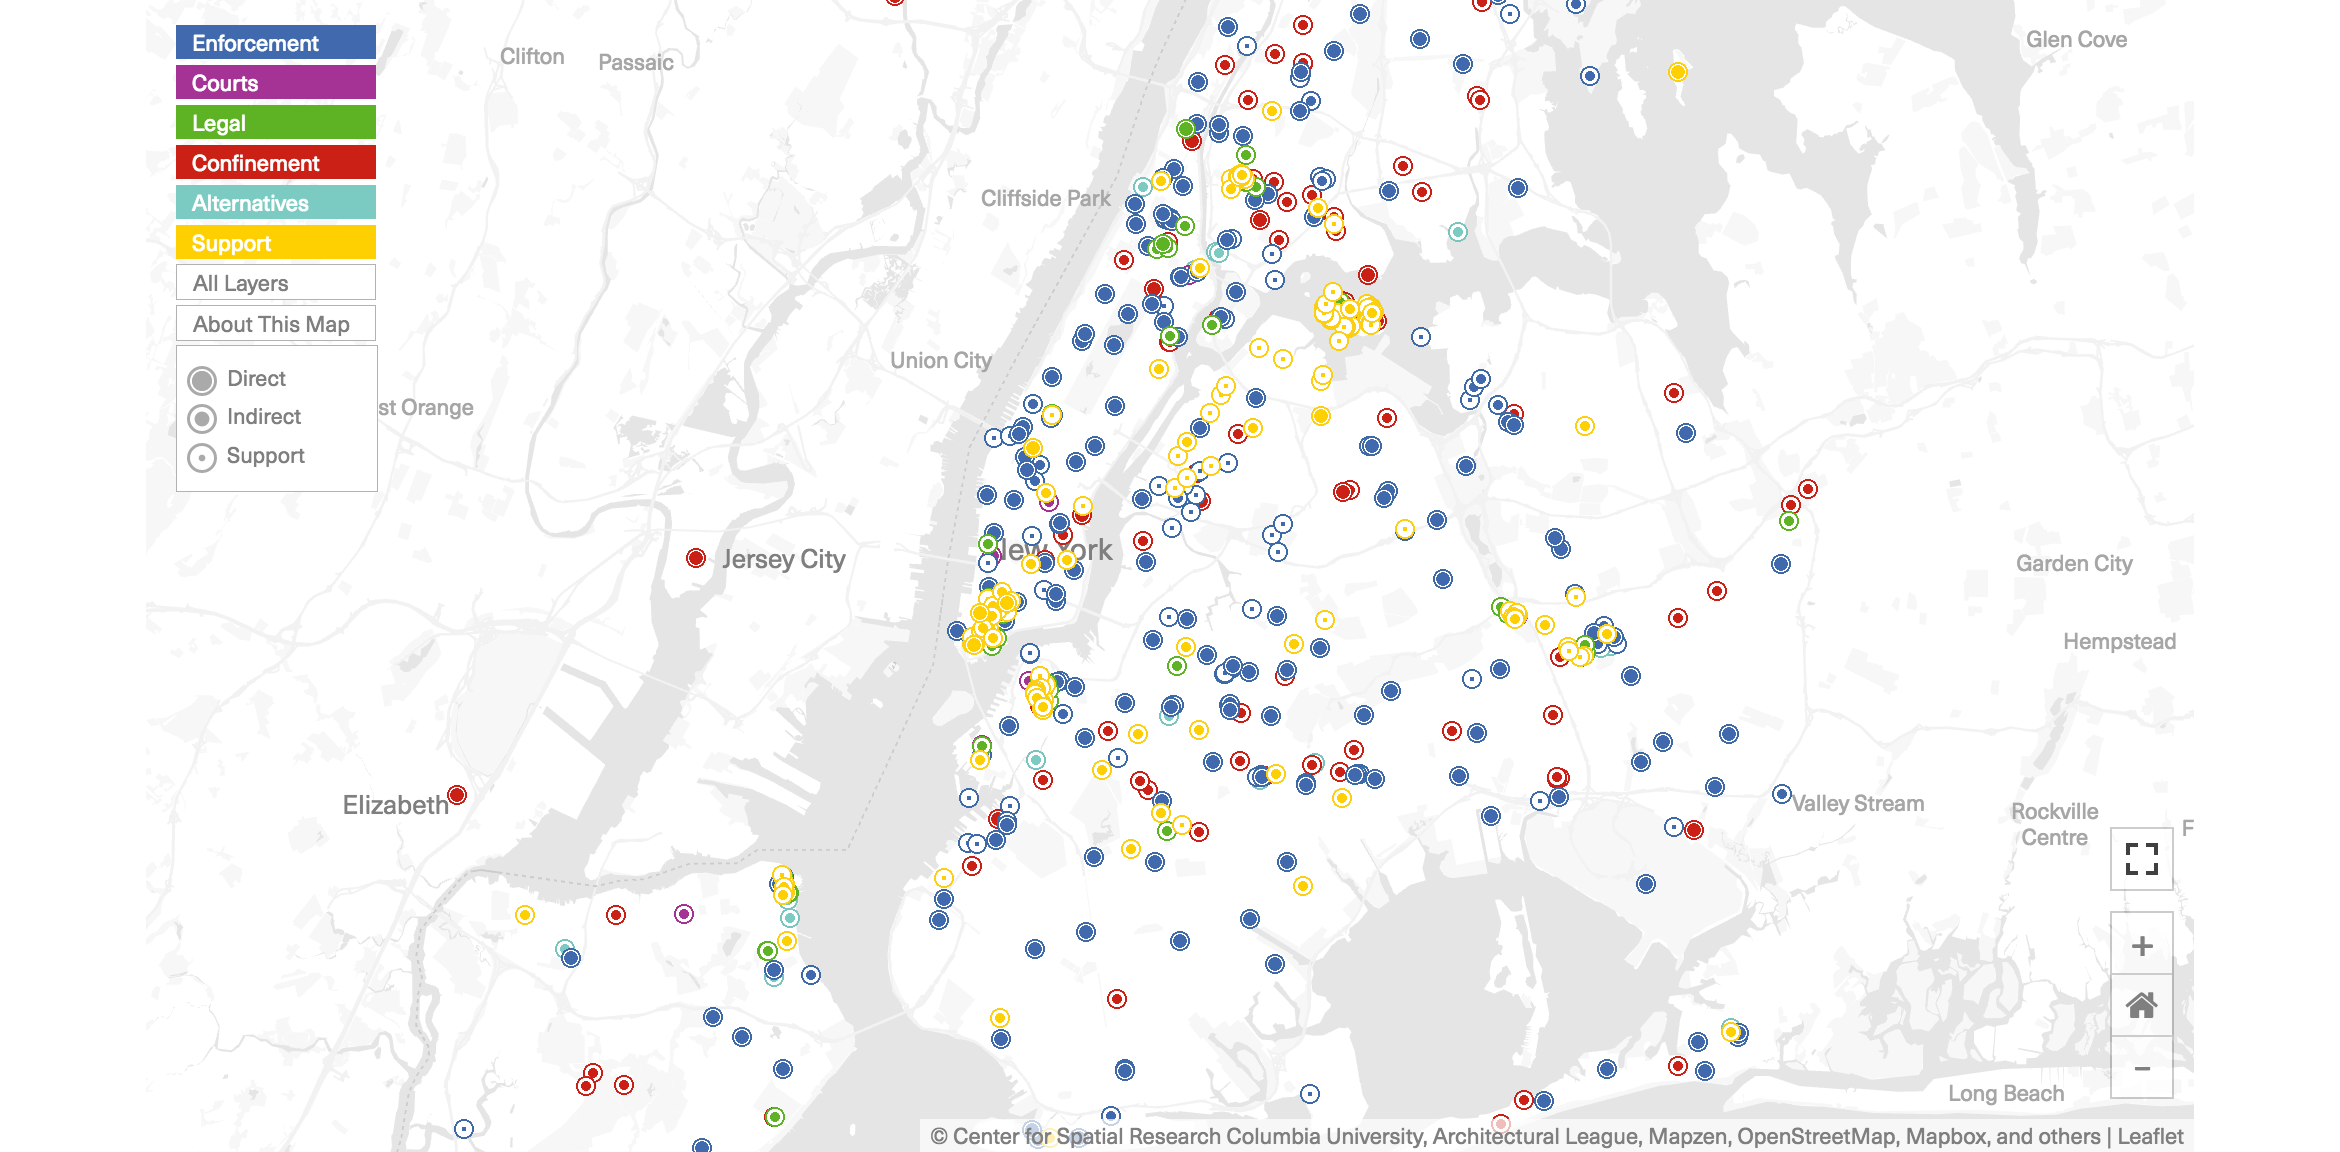 Enforcement
Courts
Legal
Confinement
Alternatives
Support
All Layers
About This Map
Direct
Indirect
Support
Clifton
Passaic
Glen Cove
Cliffside Park
Union City
st Orange
New York
Jersey City
Garden City
Hempstead
Elizabeth
Valley Stream
Rockville
Centre
F
+
−
Long Beach
© Center for Spatial Research Columbia University, Architectural League, Mapzen, OpenStreetMap, Mapbox, and others | Leaflet